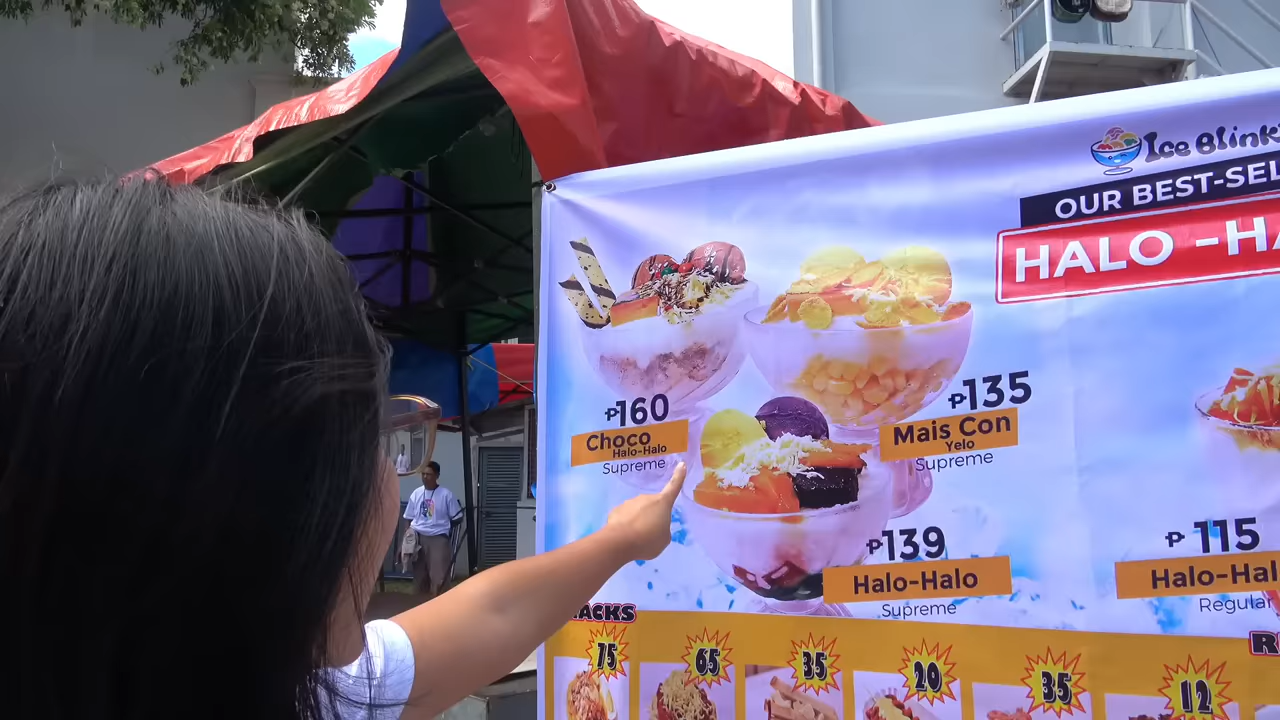 Ice Blink
OUR BEST-SEL
HALO -HA
₱160
Choco
Halo-Halo
Supreme
₱135
Mais Con
Yelo
Supreme
₱139
Halo-Halo
Supreme
₱115
Halo-Hal
Regular
ACKS
75
65
35
20
35
12